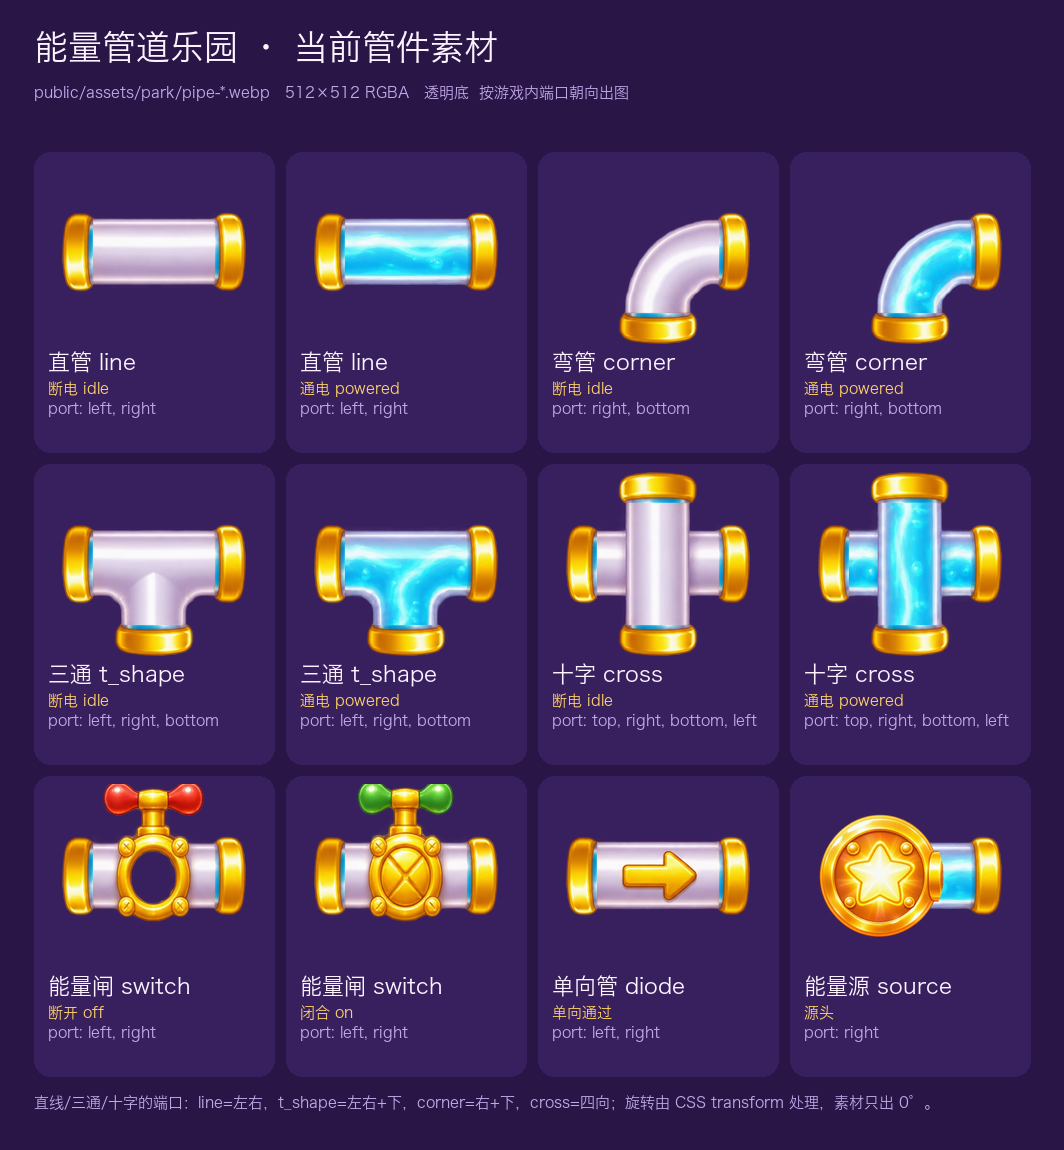 能量管道乐园 · 当前管件素材
public/assets/park/pipe-*.webp 512×512 RGBA 透明底 按游戏内端口朝向出图
直管 line
断电 idle
port: left, right
直管 line
通电 powered
port: left, right
弯管 corner
断电 idle
port: right, bottom
弯管 corner
通电 powered
port: right, bottom
三通 t_shape
断电 idle
port: left, right, bottom
三通 t_shape
通电 powered
port: left, right, bottom
十字 cross
断电 idle
port: top, right, bottom, left
十字 cross
通电 powered
port: top, right, bottom, left
能量闸 switch
断开 off
port: left, right
能量闸 switch
闭合 on
port: left, right
单向管 diode
单向通过
port: left, right
能量源 source
源头
port: right
直线/三通/十字的端口：line=左右，t_shape=左右+下，corner=右+下，cross=四向；旋转由 CSS transform 处理，素材只出 0°。